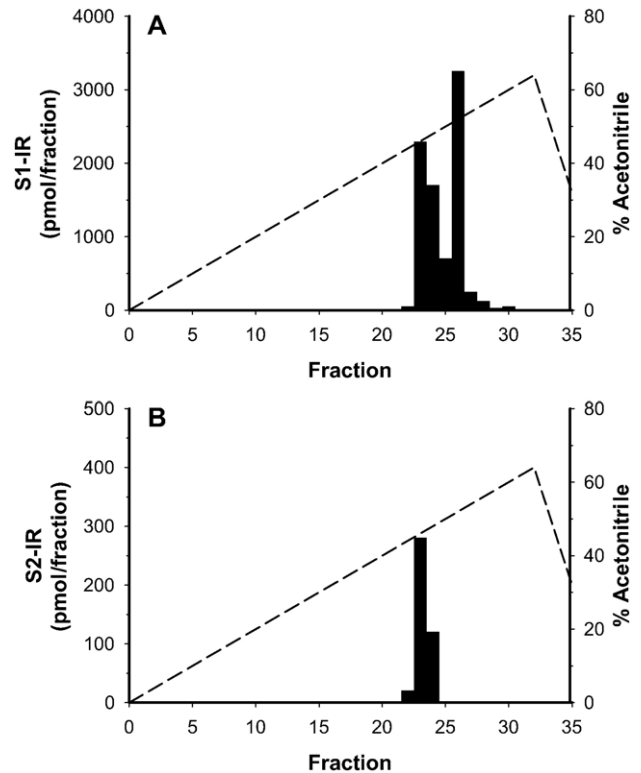 A
S1-IR
(pmol/fraction)
4000
3000
2000
1000
0
80
60
40
20
0
% Acetonitrile
0 5 10 15 20 25 30 35
Fraction
B
S2-IR
(pmol/fraction)
500
400
300
200
100
0
80
60
40
20
0
% Acetonitrile
0 5 10 15 20 25 30 35
Fraction